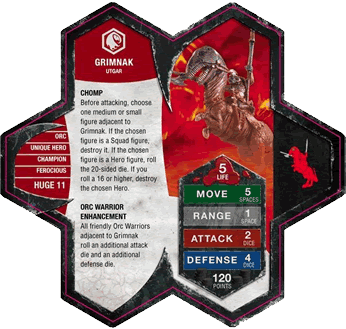 GRIMNAK
UTGAR
CHOMP
Before attacking, choose
one medium or small
figure adjacent to
Grimnak. If the chosen
figure is a Squad figure,
destroy it. If the chosen
figure is a Hero figure, roll
the 20-sided die. If you
roll a 16 or higher, destroy
the chosen Hero.
ORC WARRIOR
ENHANCEMENT
All friendly Orc Warriors
adjacent to Grimnak
roll an additional attack
die and an additional
defense die.
ORC
UNIQUE HERO
CHAMPION
FEROCIOUS
HUGE 11
5
LIFE
MOVE 5
SPACES
RANGE 1
SPACE
ATTACK 2
DICE
DEFENSE 4
DICE
120
POINTS